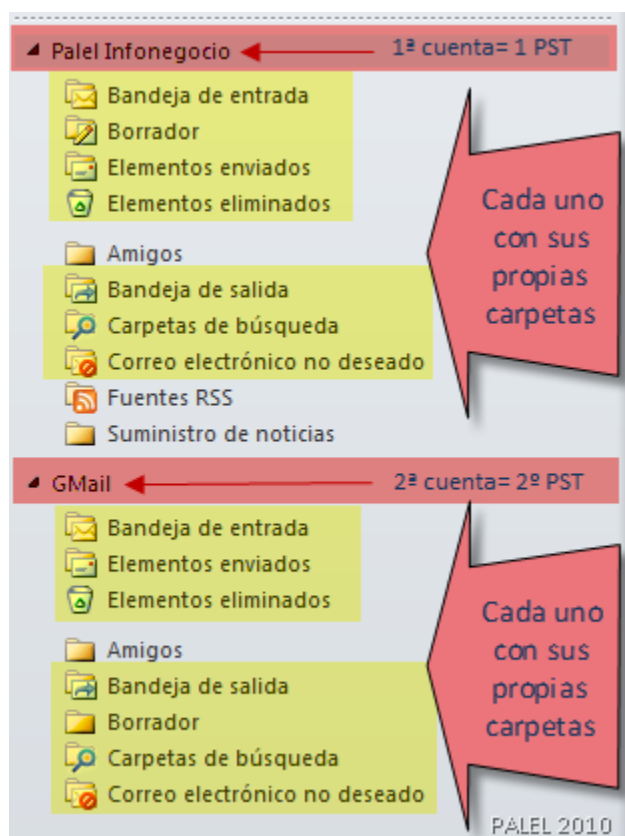 Palel Infonegocio
1ª cuenta= 1 PST
Bandeja de entrada
Borrador
Elementos enviados
Elementos eliminados
Amigos
Bandeja de salida
Carpetas de búsqueda
Correo electrónico no deseado
Fuentes RSS
Suministro de noticias
Cada uno
con sus
propias
carpetas
GMail
2ª cuenta= 2º PST
Bandeja de entrada
Elementos enviados
Elementos eliminados
Amigos
Bandeja de salida
Borrador
Carpetas de búsqueda
Correo electrónico no deseado
Cada uno
con sus
propias
carpetas
PALEL 2010